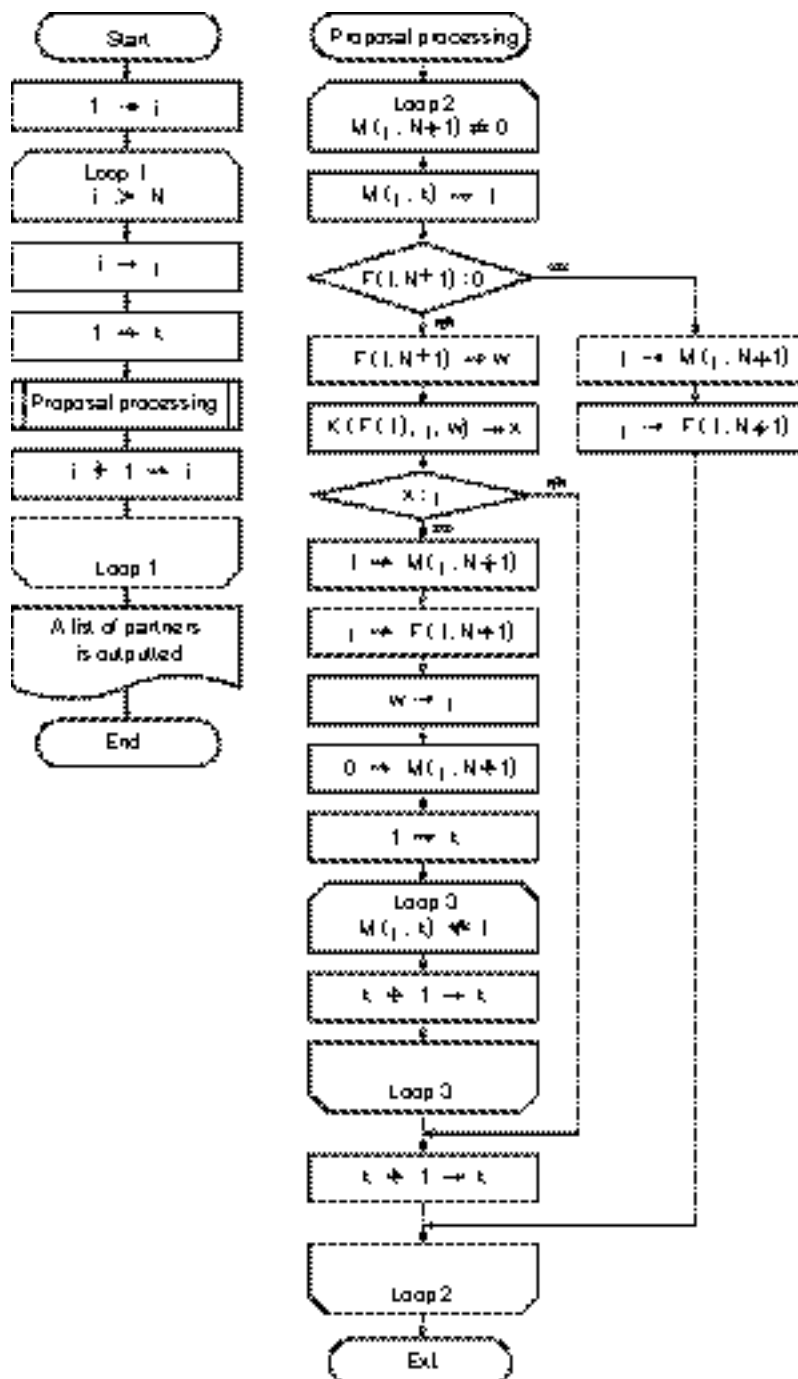 Start
1 → i
Loop 1
i > N
i → j
1 → k
Proposal processing
i + 1 → i
Loop 1
A list of partners
is outputted
End
Proposal processing
Loop 2
M(j, N+1) ≠ 0
M(j, k) → l
F(l, N+1) : 0
F(l, N+1) → w
K(F(l), j, w) → x
x : j
l → M(j, N+1)
j → F(l, N+1)
w → j
0 → M(j, N+1)
1 → k
Loop 3
k + 1 → k
Loop 3
k + 1 → k
Loop 2
Exit
l → M(j, N+1)
j → F(l, N+1)